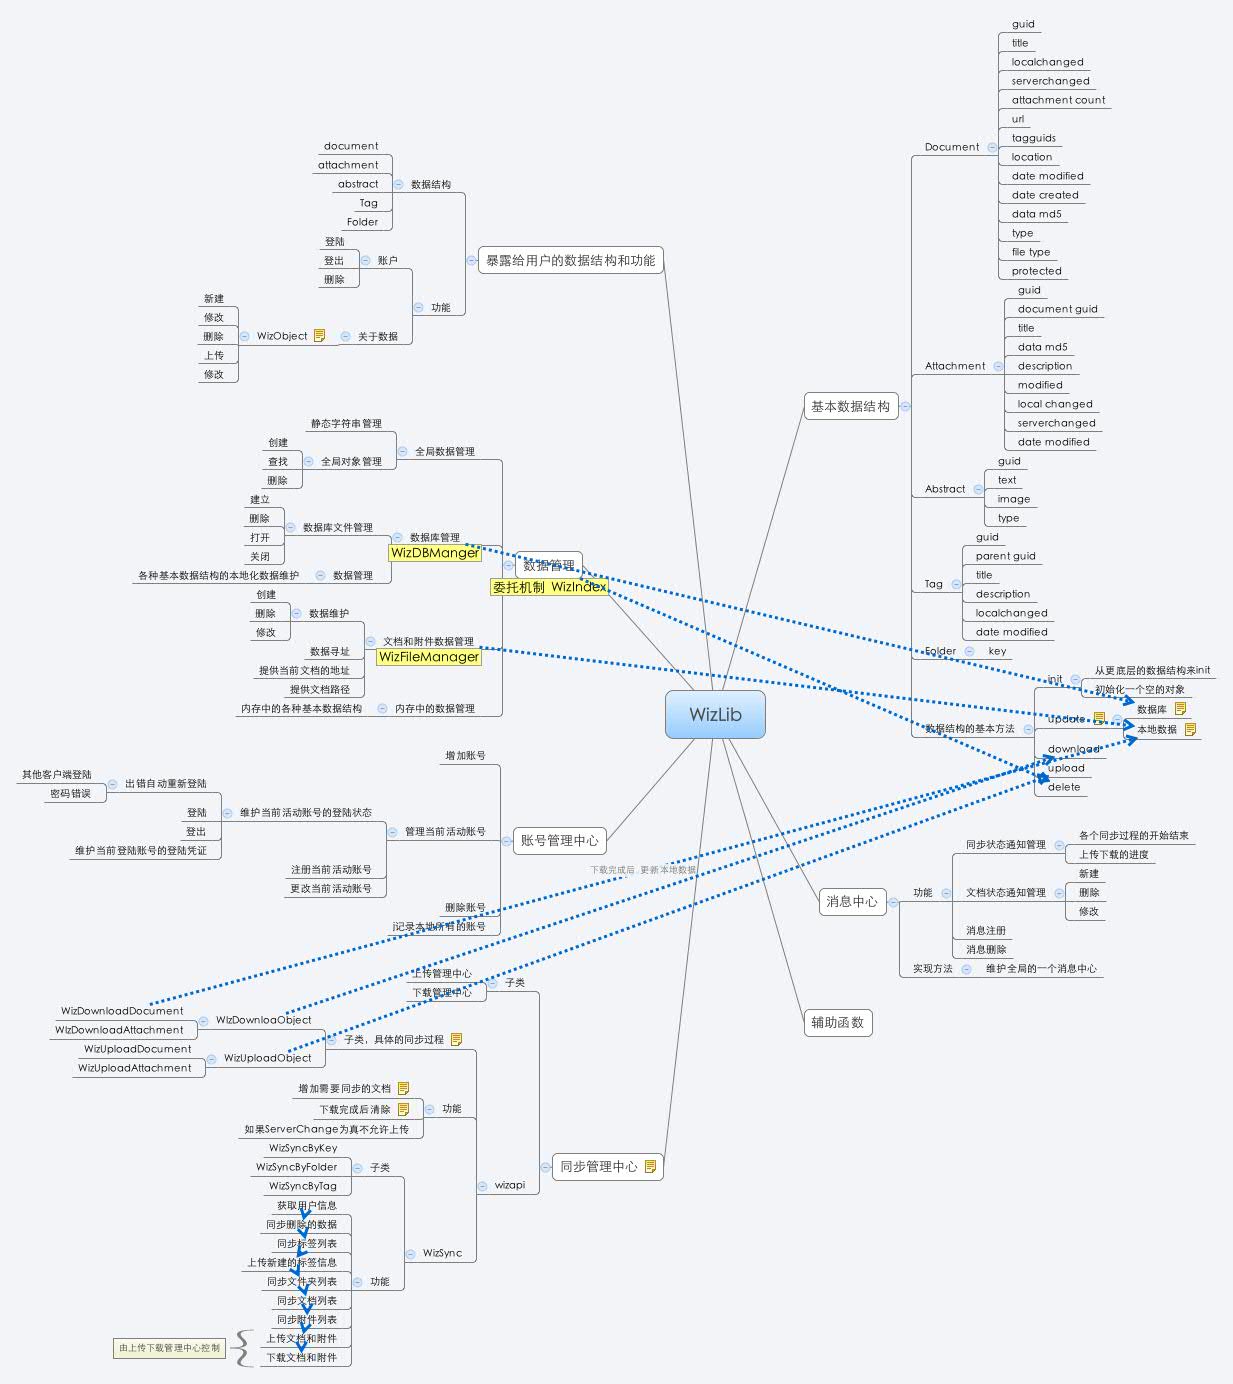 WizLib
暴露给用户的数据结构和功能
数据结构
document
attachment
abstract
Tag
Folder
功能
账户
登陆
登出
删除
关于数据
WizObject
新建
修改
删除
上传
修改
数据管理
委托机制 WizIndex
全局数据管理
静态字符串管理
全局对象管理
创建
查找
删除
数据库管理
WizDBManger
数据库文件管理
建立
删除
打开
关闭
数据管理
各种基本数据结构的本地化数据维护
文档和附件数据管理
WizFileManager
数据维护
创建
删除
修改
数据寻址
提供当前文档的地址
提供文档路径
内存中的数据管理
内存中的各种基本数据结构
账号管理中心
增加账号
管理当前活动账号
维护当前活动账号的登陆状态
出错自动重新登陆
其他客户端登陆
密码错误
登陆
登出
维护当前登陆账号的登陆凭证
注册当前活动账号
更改当前活动账号
删除账号
j记录本地所有的账号
下载完成后,更新本地数据
同步管理中心
子类
上传管理中心
下载管理中心
wizapi
子类，具体的同步过程
WIzDownloaObject
WizDownloadDocument
WIzDownloadAttachment
WizUploadObject
WizUploadDocument
WizUploadAttachment
功能
增加需要同步的文档
下载完成后清除
如果ServerChange为真不允许上传
WizSync
子类
WizSyncByKey
WizSyncByFolder
WizSyncByTag
功能
获取用户信息
同步删除的数据
同步标签列表
上传新建的标签信息
同步文件夹列表
同步文档列表
同步附件列表
上传文档和附件
下载文档和附件
由上传下载管理中心控制
基本数据结构
Document
guid
title
localchanged
serverchanged
attachment count
url
tagguids
location
date modified
date created
data md5
type
file type
protected
Attachment
guid
document guid
title
data md5
description
modified
local changed
serverchanged
date modified
Abstract
guid
text
image
type
Tag
guid
parent guid
title
description
localchanged
date modified
Folder
key
数据结构的基本方法
init
从更底层的数据结构来init
初始化一个空的对象
update
数据库
本地数据
download
upload
delete
消息中心
功能
同步状态通知管理
各个同步过程的开始结束
上传下载的进度
文档状态通知管理
新建
删除
修改
消息注册
消息删除
实现方法
维护全局的一个消息中心
辅助函数